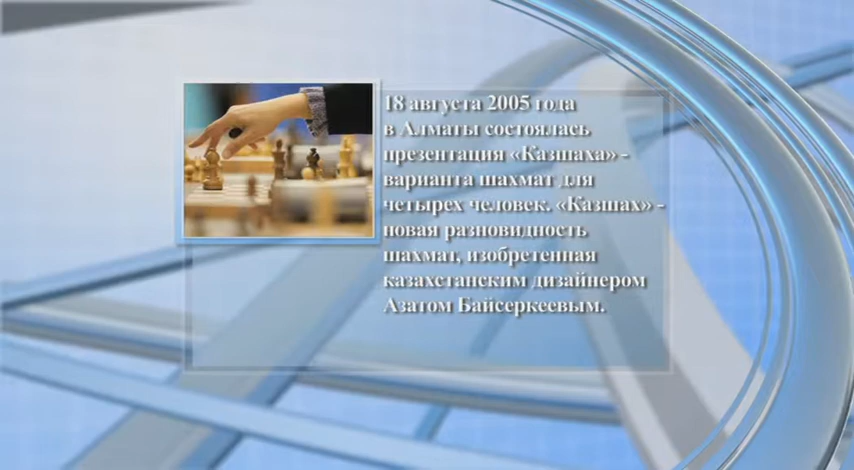 18 августа 2005 года
в Алматы состоялась
презентация «Казшаха» -
варианта шахмат для
четырех человек. «Казшах» -
новая разновидность
шахмат, изобретенная
казахстанским дизайнером
Азатом Байсеркеевым.